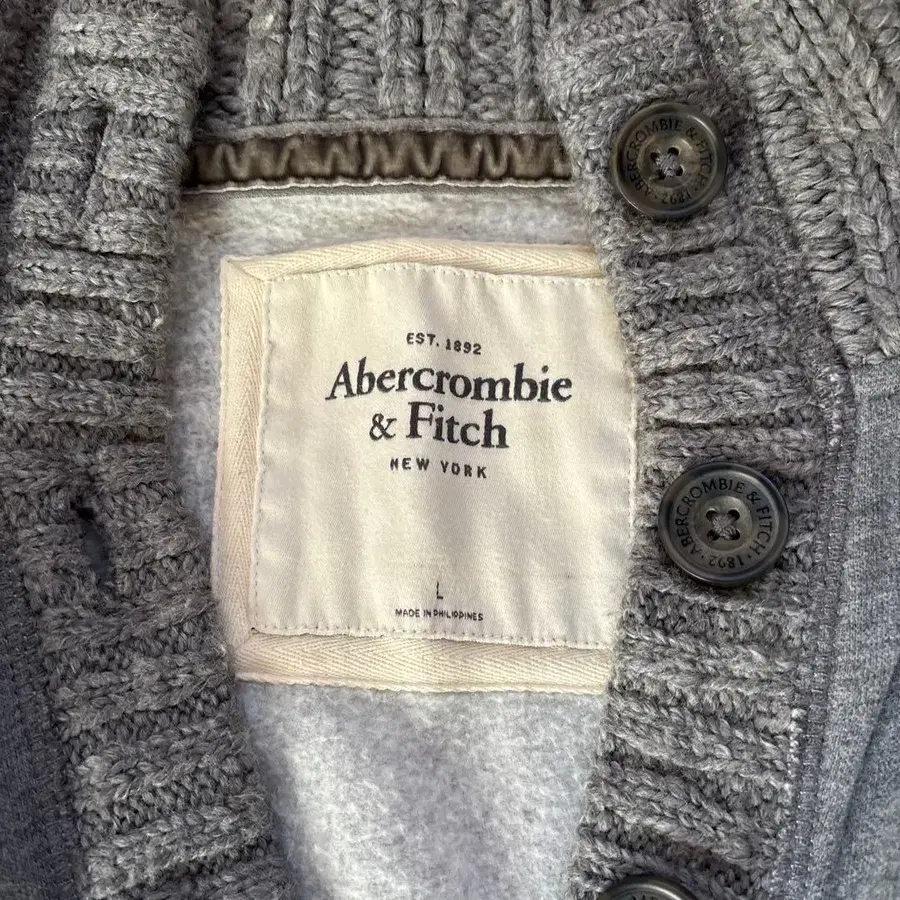 EST. 1892
Abercrombie
& Fitch
NEW YORK
L
MADE IN PHILIPPINES
ABERCROMBIE & FITCH · 1892 ·
ABERCROMBIE & FITCH · 1892 ·